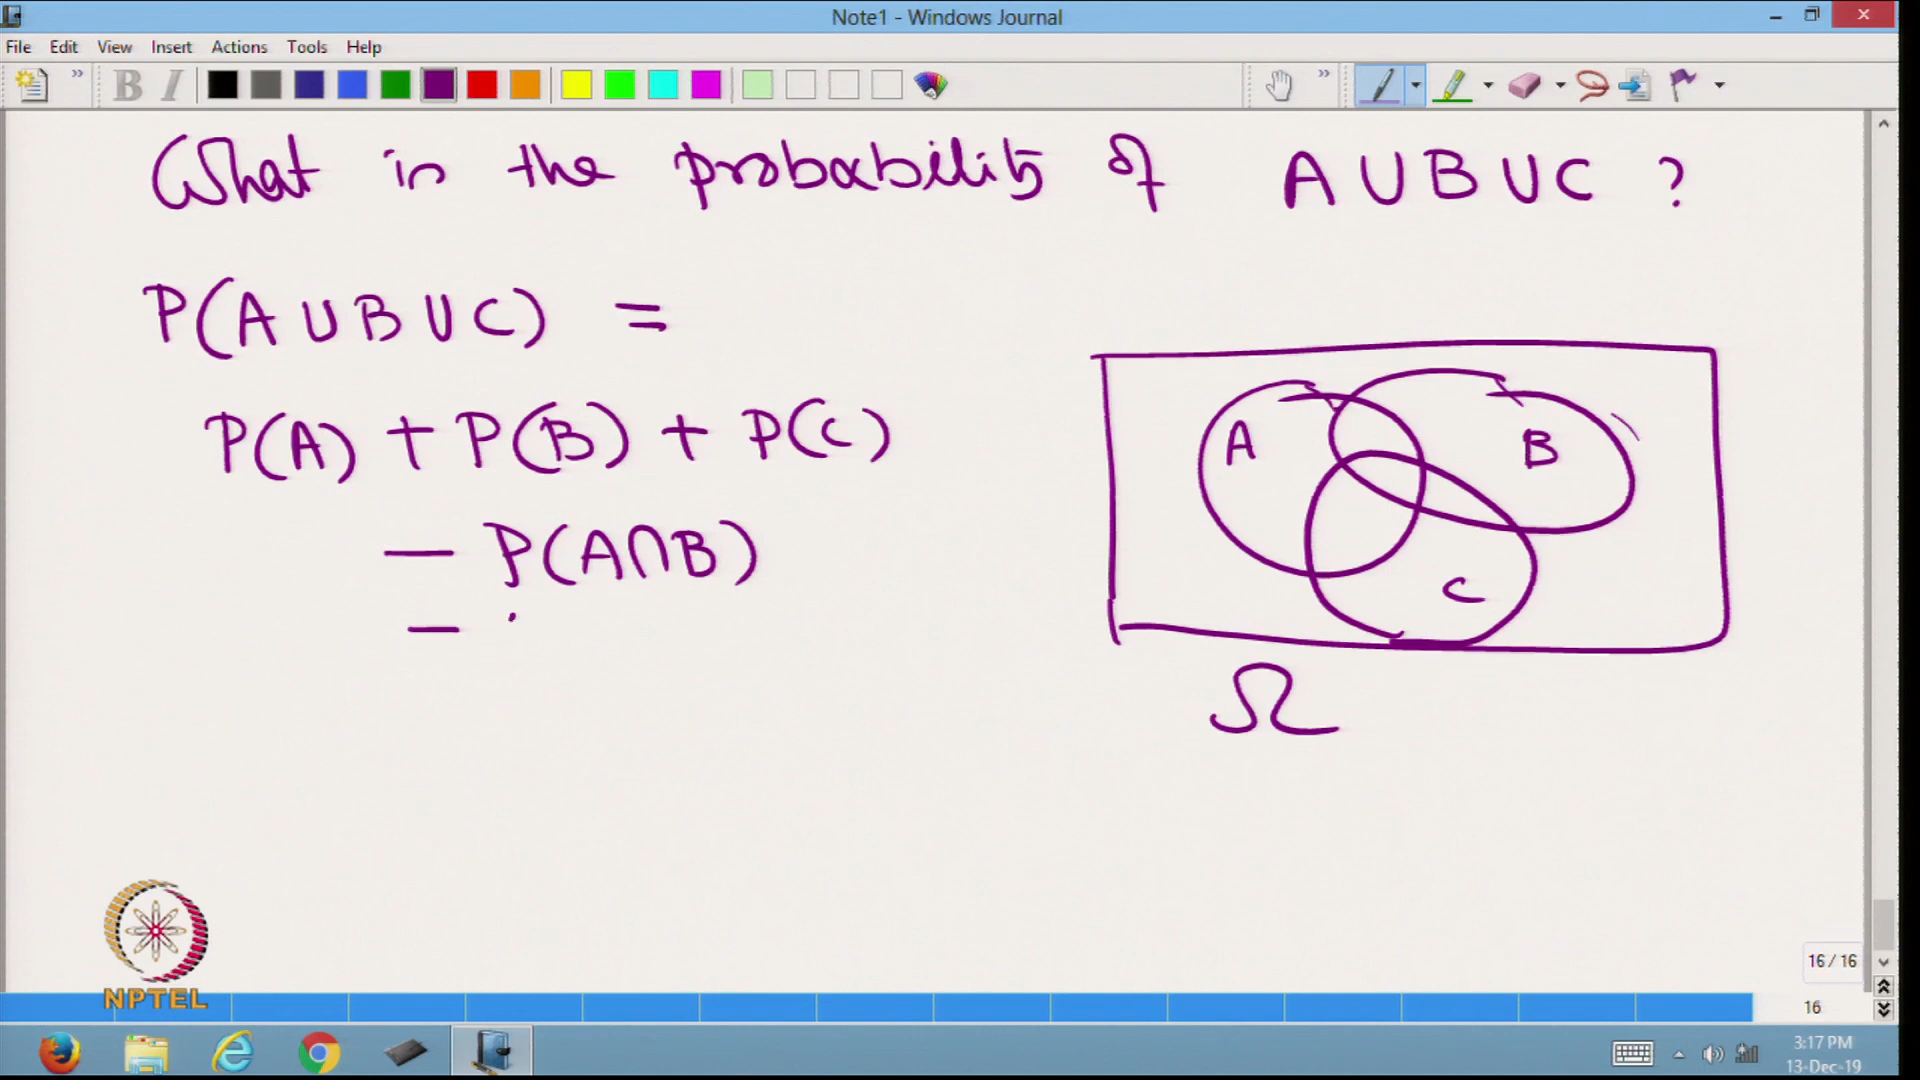 Note1 - Windows Journal
File Edit View Insert Actions Tools Help
B I
What is the probability of A ∪ B ∪ C ?
P(A ∪ B ∪ C) =
P(A) + P(B) + P(C)
— P(A∩B)
—
A
B
C
Ω
NPTEL
16 / 16
16
3:17 PM
13-Dec-19